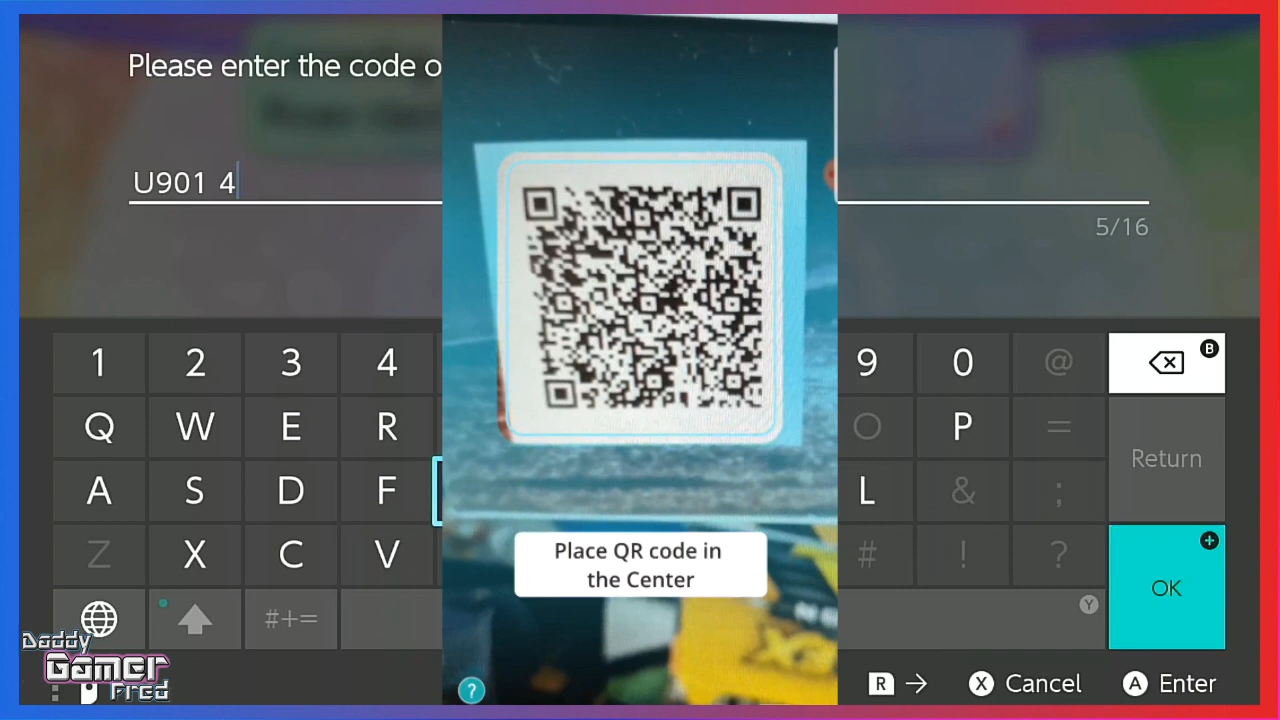 Please enter the code o
U901 4
5/16
1 2 3 4 9 0 @
B
Q W E R O P =
Return
A S D F L & ;
Z X C V # ! ?
+
OK
#+=
Y
Place QR code in
the Center
?
Daddy
Gamer
Fred
R → X Cancel A Enter